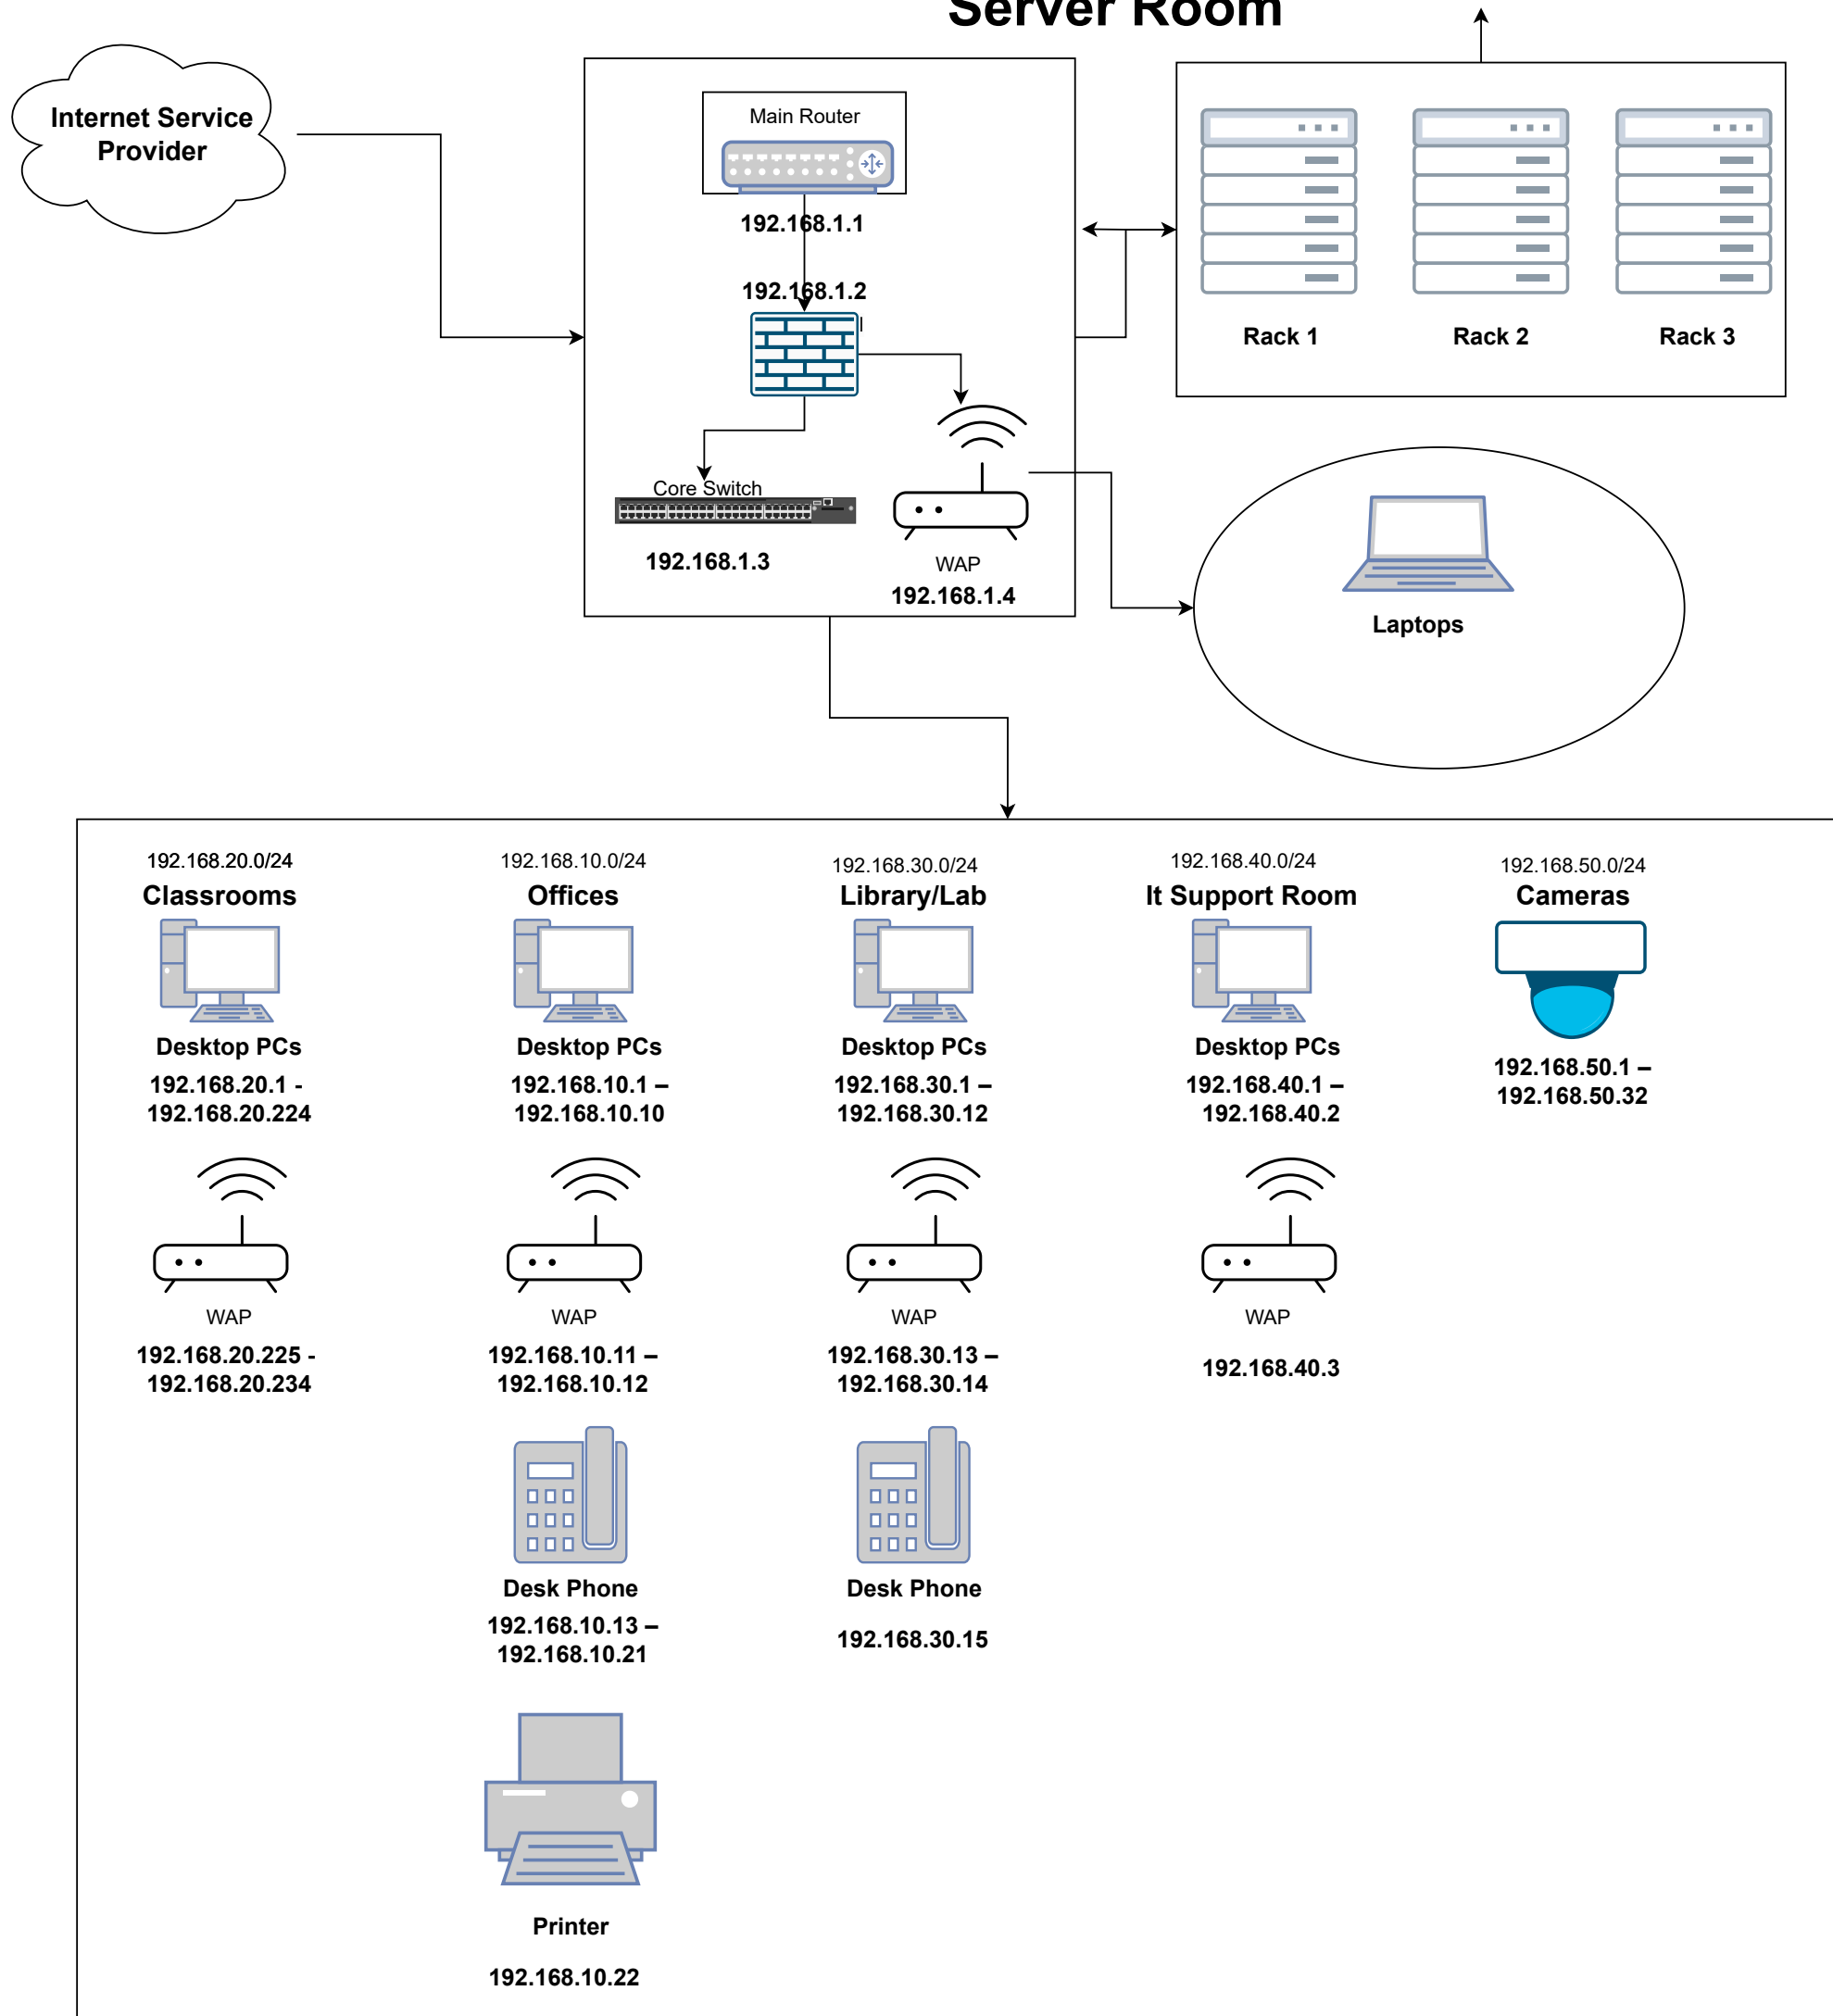 Server Room
Internet Service
Provider
Main Router
192.168.1.1
192.168.1.2
Core Switch
192.168.1.3
WAP
192.168.1.4
Rack 1
Rack 2
Rack 3
Laptops
192.168.20.0/24
Classrooms
Desktop PCs
192.168.20.1 -
192.168.20.224
WAP
192.168.20.225 -
192.168.20.234
192.168.10.0/24
Offices
Desktop PCs
192.168.10.1 –
192.168.10.10
WAP
192.168.10.11 –
192.168.10.12
Desk Phone
192.168.10.13 –
192.168.10.21
Printer
192.168.10.22
192.168.30.0/24
Library/Lab
Desktop PCs
192.168.30.1 –
192.168.30.12
WAP
192.168.30.13 –
192.168.30.14
Desk Phone
192.168.30.15
192.168.40.0/24
It Support Room
Desktop PCs
192.168.40.1 –
192.168.40.2
WAP
192.168.40.3
192.168.50.0/24
Cameras
192.168.50.1 –
192.168.50.32